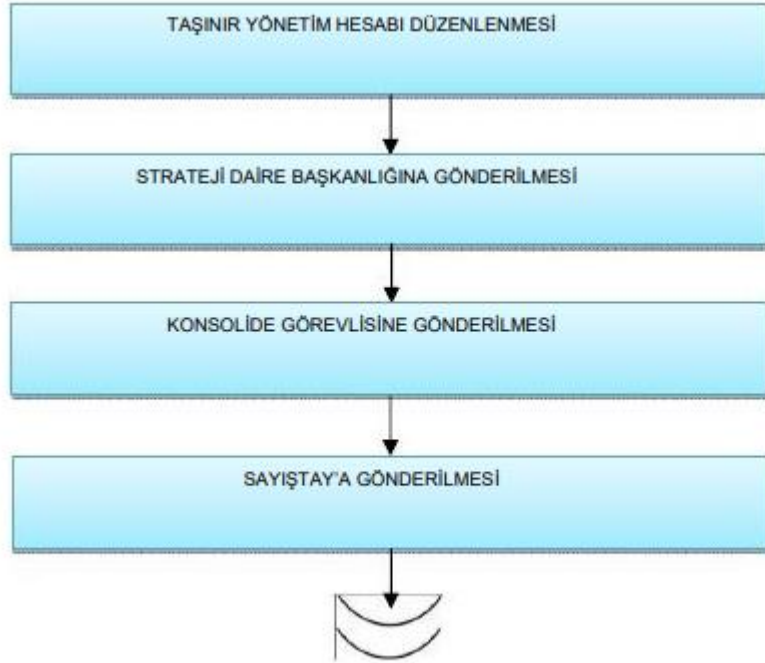 TAŞINIR YÖNETİM HESABI DÜZENLENMESİ
STRATEJİ DAİRE BAŞKANLIĞINA GÖNDERİLMESİ
KONSOLİDE GÖREVLİSİNE GÖNDERİLMESİ
SAYIŞTAY'A GÖNDERİLMESİ